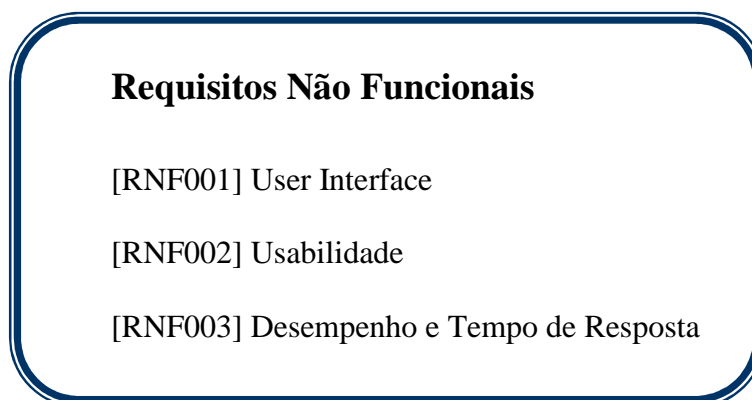 Requisitos Não Funcionais
[RNF001] User Interface
[RNF002] Usabilidade
[RNF003] Desempenho e Tempo de Resposta